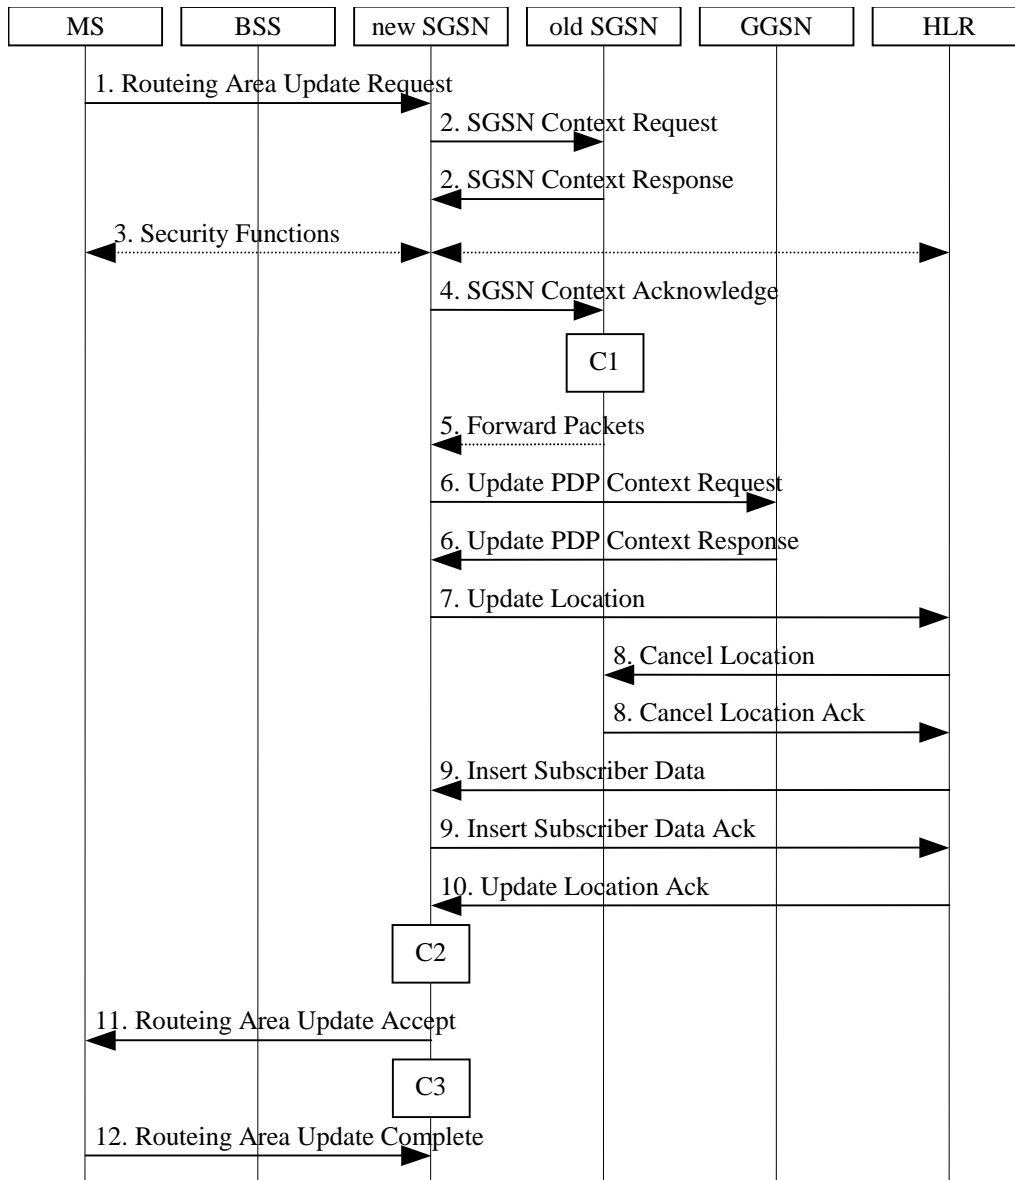 MS BSS new SGSN old SGSN GGSN HLR
1. Routeing Area Update Request
2. SGSN Context Request
2. SGSN Context Response
3. Security Functions
4. SGSN Context Acknowledge
C1
5. Forward Packets
6. Update PDP Context Request
6. Update PDP Context Response
7. Update Location
8. Cancel Location
8. Cancel Location Ack
9. Insert Subscriber Data
9. Insert Subscriber Data Ack
10. Update Location Ack
C2
11. Routeing Area Update Accept
C3
12. Routeing Area Update Complete